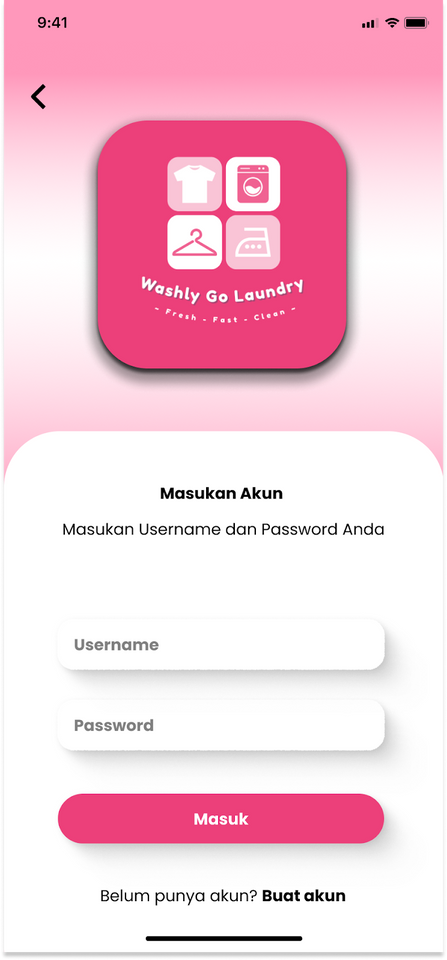 9:41
Washly Go Laundry
- Fresh - Fast - Clean -
Masukan Akun
Masukan Username dan Password Anda
Username
Password
Masuk
Belum punya akun? Buat akun